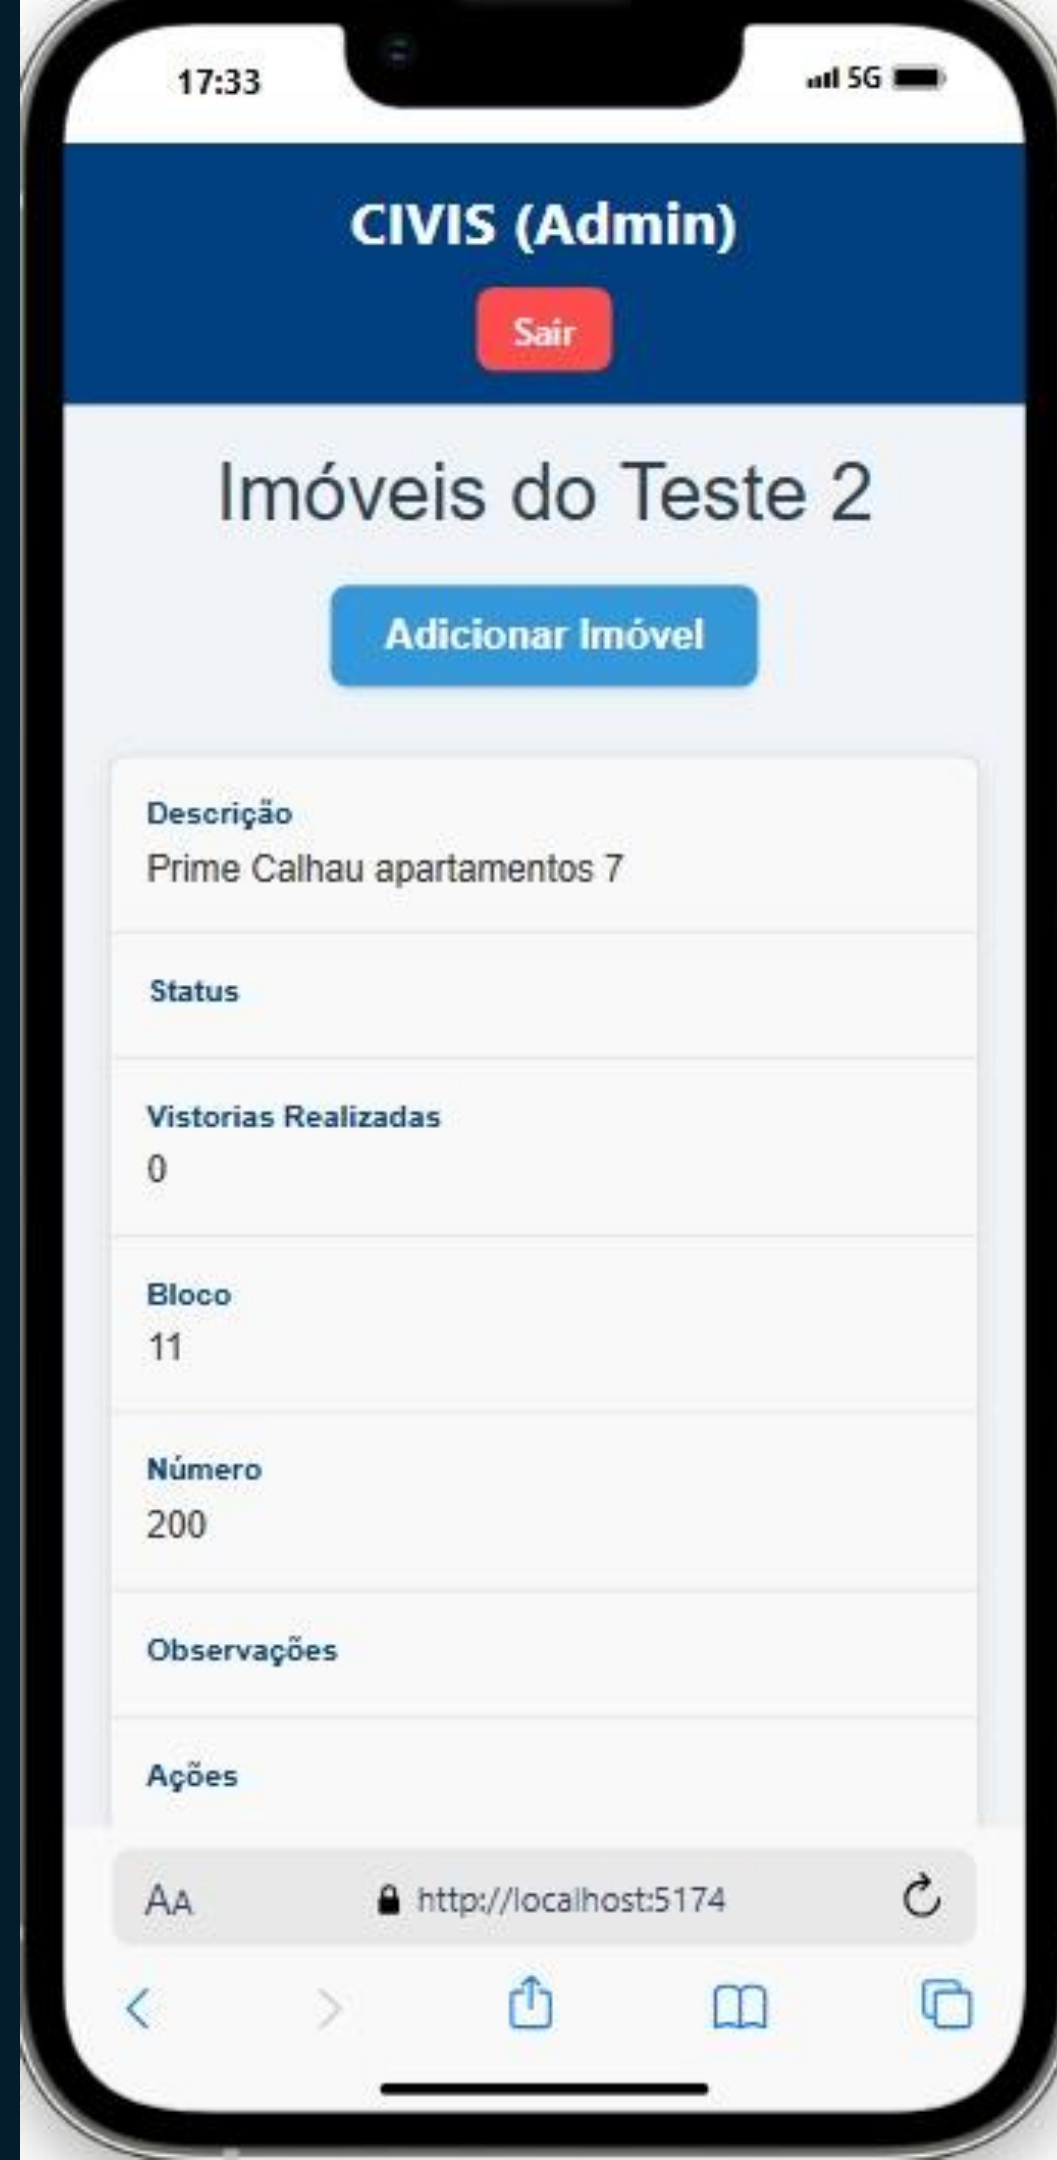 17:33
5G
CIVIS (Admin)
Sair
Imóveis do Teste 2
Adicionar Imóvel
Descrição
Prime Calhau apartamentos 7
Status
Vistorias Realizadas
0
Bloco
11
Número
200
Observações
Ações
AA
http://localhost:5174